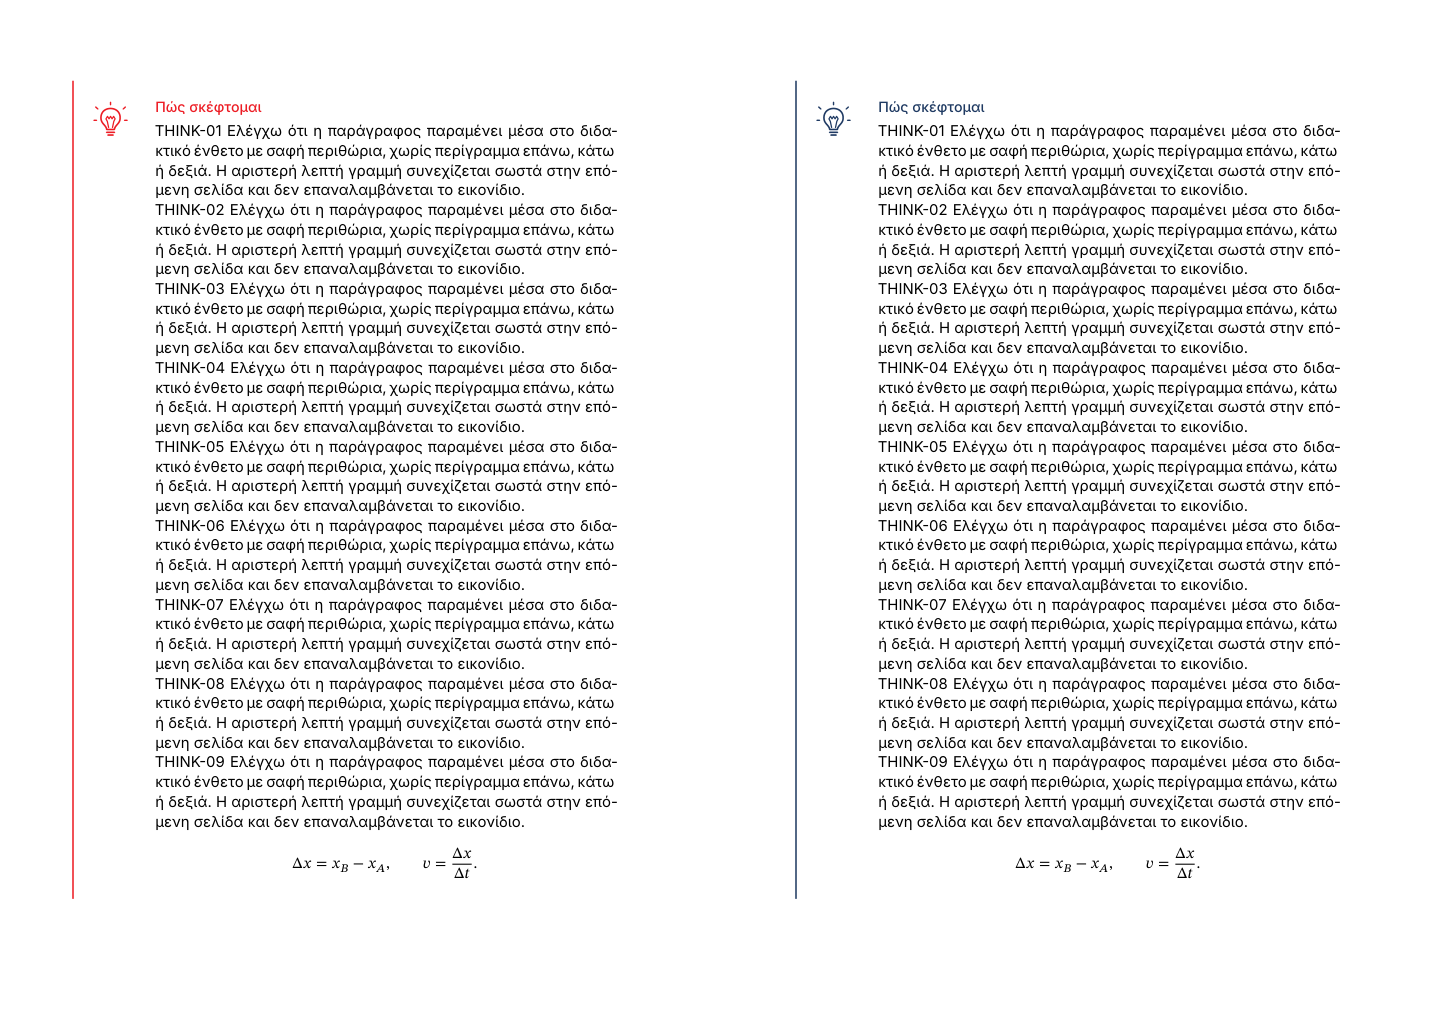 Πώς σκέφτομαι
THINK-01 Ελέγχω ότι η παράγραφος παραμένει μέσα στο διδα-
κτικό ένθετο με σαφή περιθώρια, χωρίς περίγραμμα επάνω, κάτω
ή δεξιά. Η αριστερή λεπτή γραμμή συνεχίζεται σωστά στην επό-
μενη σελίδα και δεν επαναλαμβάνεται το εικονίδιο.
THINK-02 Ελέγχω ότι η παράγραφος παραμένει μέσα στο διδα-
κτικό ένθετο με σαφή περιθώρια, χωρίς περίγραμμα επάνω, κάτω
ή δεξιά. Η αριστερή λεπτή γραμμή συνεχίζεται σωστά στην επό-
μενη σελίδα και δεν επαναλαμβάνεται το εικονίδιο.
THINK-03 Ελέγχω ότι η παράγραφος παραμένει μέσα στο διδα-
κτικό ένθετο με σαφή περιθώρια, χωρίς περίγραμμα επάνω, κάτω
ή δεξιά. Η αριστερή λεπτή γραμμή συνεχίζεται σωστά στην επό-
μενη σελίδα και δεν επαναλαμβάνεται το εικονίδιο.
THINK-04 Ελέγχω ότι η παράγραφος παραμένει μέσα στο διδα-
κτικό ένθετο με σαφή περιθώρια, χωρίς περίγραμμα επάνω, κάτω
ή δεξιά. Η αριστερή λεπτή γραμμή συνεχίζεται σωστά στην επό-
μενη σελίδα και δεν επαναλαμβάνεται το εικονίδιο.
THINK-05 Ελέγχω ότι η παράγραφος παραμένει μέσα στο διδα-
κτικό ένθετο με σαφή περιθώρια, χωρίς περίγραμμα επάνω, κάτω
ή δεξιά. Η αριστερή λεπτή γραμμή συνεχίζεται σωστά στην επό-
μενη σελίδα και δεν επαναλαμβάνεται το εικονίδιο.
THINK-06 Ελέγχω ότι η παράγραφος παραμένει μέσα στο διδα-
κτικό ένθετο με σαφή περιθώρια, χωρίς περίγραμμα επάνω, κάτω
ή δεξιά. Η αριστερή λεπτή γραμμή συνεχίζεται σωστά στην επό-
μενη σελίδα και δεν επαναλαμβάνεται το εικονίδιο.
THINK-07 Ελέγχω ότι η παράγραφος παραμένει μέσα στο διδα-
κτικό ένθετο με σαφή περιθώρια, χωρίς περίγραμμα επάνω, κάτω
ή δεξιά. Η αριστερή λεπτή γραμμή συνεχίζεται σωστά στην επό-
μενη σελίδα και δεν επαναλαμβάνεται το εικονίδιο.
THINK-08 Ελέγχω ότι η παράγραφος παραμένει μέσα στο διδα-
κτικό ένθετο με σαφή περιθώρια, χωρίς περίγραμμα επάνω, κάτω
ή δεξιά. Η αριστερή λεπτή γραμμή συνεχίζεται σωστά στην επό-
μενη σελίδα και δεν επαναλαμβάνεται το εικονίδιο.
THINK-09 Ελέγχω ότι η παράγραφος παραμένει μέσα στο διδα-
κτικό ένθετο με σαφή περιθώρια, χωρίς περίγραμμα επάνω, κάτω
ή δεξιά. Η αριστερή λεπτή γραμμή συνεχίζεται σωστά στην επό-
μενη σελίδα και δεν επαναλαμβάνεται το εικονίδιο.
Δx = x_B − x_A, v = Δx/Δt.
Πώς σκέφτομαι
THINK-01 Ελέγχω ότι η παράγραφος παραμένει μέσα στο διδα-
κτικό ένθετο με σαφή περιθώρια, χωρίς περίγραμμα επάνω, κάτω
ή δεξιά. Η αριστερή λεπτή γραμμή συνεχίζεται σωστά στην επό-
μενη σελίδα και δεν επαναλαμβάνεται το εικονίδιο.
THINK-02 Ελέγχω ότι η παράγραφος παραμένει μέσα στο διδα-
κτικό ένθετο με σαφή περιθώρια, χωρίς περίγραμμα επάνω, κάτω
ή δεξιά. Η αριστερή λεπτή γραμμή συνεχίζεται σωστά στην επό-
μενη σελίδα και δεν επαναλαμβάνεται το εικονίδιο.
THINK-03 Ελέγχω ότι η παράγραφος παραμένει μέσα στο διδα-
κτικό ένθετο με σαφή περιθώρια, χωρίς περίγραμμα επάνω, κάτω
ή δεξιά. Η αριστερή λεπτή γραμμή συνεχίζεται σωστά στην επό-
μενη σελίδα και δεν επαναλαμβάνεται το εικονίδιο.
THINK-04 Ελέγχω ότι η παράγραφος παραμένει μέσα στο διδα-
κτικό ένθετο με σαφή περιθώρια, χωρίς περίγραμμα επάνω, κάτω
ή δεξιά. Η αριστερή λεπτή γραμμή συνεχίζεται σωστά στην επό-
μενη σελίδα και δεν επαναλαμβάνεται το εικονίδιο.
THINK-05 Ελέγχω ότι η παράγραφος παραμένει μέσα στο διδα-
κτικό ένθετο με σαφή περιθώρια, χωρίς περίγραμμα επάνω, κάτω
ή δεξιά. Η αριστερή λεπτή γραμμή συνεχίζεται σωστά στην επό-
μενη σελίδα και δεν επαναλαμβάνεται το εικονίδιο.
THINK-06 Ελέγχω ότι η παράγραφος παραμένει μέσα στο διδα-
κτικό ένθετο με σαφή περιθώρια, χωρίς περίγραμμα επάνω, κάτω
ή δεξιά. Η αριστερή λεπτή γραμμή συνεχίζεται σωστά στην επό-
μενη σελίδα και δεν επαναλαμβάνεται το εικονίδιο.
THINK-07 Ελέγχω ότι η παράγραφος παραμένει μέσα στο διδα-
κτικό ένθετο με σαφή περιθώρια, χωρίς περίγραμμα επάνω, κάτω
ή δεξιά. Η αριστερή λεπτή γραμμή συνεχίζεται σωστά στην επό-
μενη σελίδα και δεν επαναλαμβάνεται το εικονίδιο.
THINK-08 Ελέγχω ότι η παράγραφος παραμένει μέσα στο διδα-
κτικό ένθετο με σαφή περιθώρια, χωρίς περίγραμμα επάνω, κάτω
ή δεξιά. Η αριστερή λεπτή γραμμή συνεχίζεται σωστά στην επό-
μενη σελίδα και δεν επαναλαμβάνεται το εικονίδιο.
THINK-09 Ελέγχω ότι η παράγραφος παραμένει μέσα στο διδα-
κτικό ένθετο με σαφή περιθώρια, χωρίς περίγραμμα επάνω, κάτω
ή δεξιά. Η αριστερή λεπτή γραμμή συνεχίζεται σωστά στην επό-
μενη σελίδα και δεν επαναλαμβάνεται το εικονίδιο.
Δx = x_B − x_A, v = Δx/Δt.